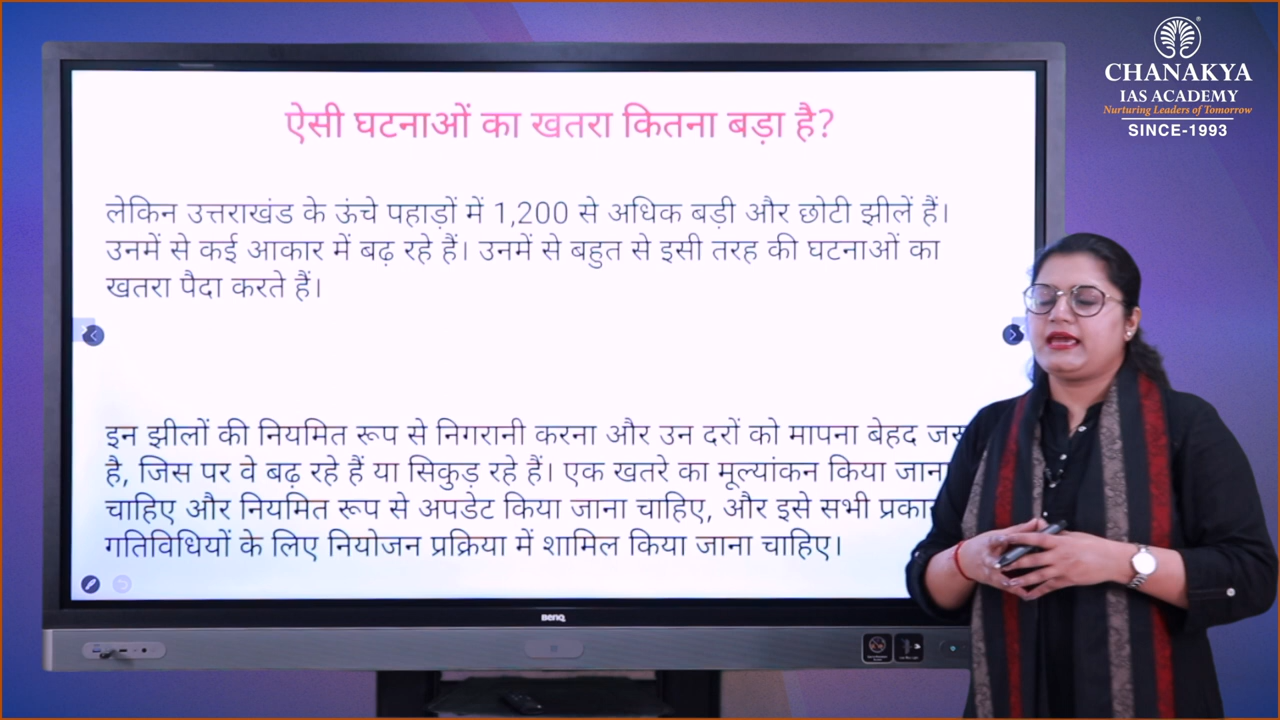 CHANAKYA
IAS ACADEMY
Nurturing Leaders of Tomorrow
SINCE-1993
ऐसी घटनाओं का खतरा कितना बड़ा है?
लेकिन उत्तराखंड के ऊंचे पहाड़ों में 1,200 से अधिक बड़ी और छोटी झीलें हैं।
उनमें से कई आकार में बढ़ रहे हैं। उनमें से बहुत से इसी तरह की घटनाओं का
खतरा पैदा करते हैं।
इन झीलों की नियमित रूप से निगरानी करना और उन दरों को मापना बेहद
है, जिस पर वे बढ़ रहे हैं या सिकुड़ रहे हैं। एक खतरे का मूल्यांकन किया जाना
चाहिए और नियमित रूप से अपडेट किया जाना चाहिए, और इसे सभी
गतिविधियों के लिए नियोजन प्रक्रिया में शामिल किया जाना चाहिए।
BenQ